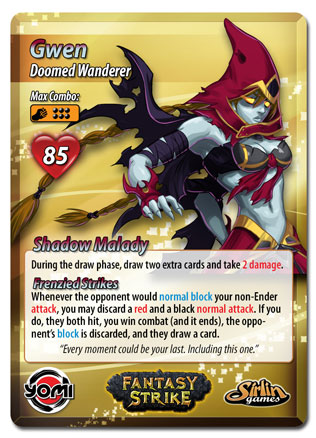 Gwen
Doomed Wanderer
Max Combo:
85
Shadow Malady
During the draw phase, draw two extra cards and take 2 damage.
Frenzied Strikes
Whenever the opponent would normal block your non-Ender
attack, you may discard a red and a black normal attack. If you
do, they both hit, you win combat (and it ends), the oppo-
nent's block is discarded, and they draw a card.
"Every moment could be your last. Including this one."
YOMI
FANTASY
STRIKE
Sirlin
games